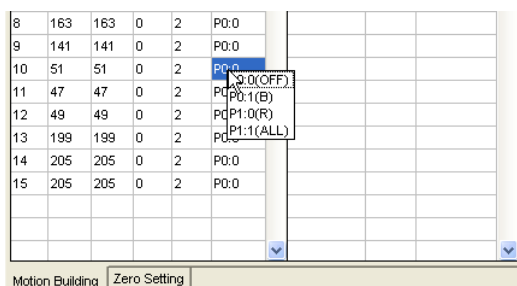 8 163 163 0 2 P0:0
9 141 141 0 2 P0:0
10 51 51 0 2 P0:0
0:0(OFF)
11 47 47 0 2
P0:1(B)
12 49 49 0 2
P1:0(R)
13 199 199 0 2 P0:0
P1:1(ALL)
14 205 205 0 2 P0:0
15 205 205 0 2 P0:0
Motion Building Zero Setting